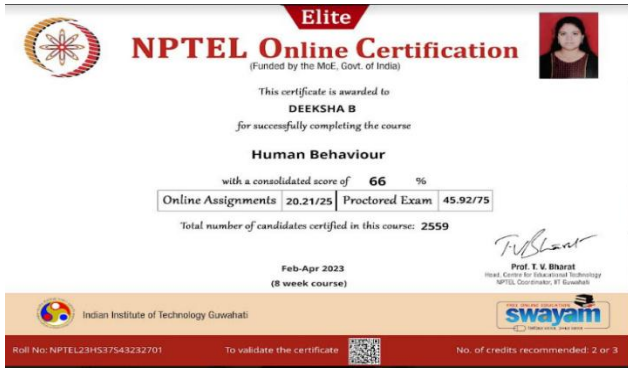 Elite
NPTEL Online Certification
(Funded by the MoE, Govt. of India)
This certificate is awarded to
DEEKSHA B
for successfully completing the course
Human Behaviour
with a consolidated score of 66 %
Online Assignments 20.21/25 Proctored Exam 45.92/75
Total number of candidates certified in this course: 2559
Feb-Apr 2023
(8 week course)
Prof. T. V. Bharat
Head, Centre for Educational Technology
NPTEL Coordinator, IIT Guwahati
Indian Institute of Technology Guwahati
FREE ONLINE EDUCATION
swayam
Roll No: NPTEL23HS37S43232701
To validate the certificate
No. of credits recommended: 2 or 3